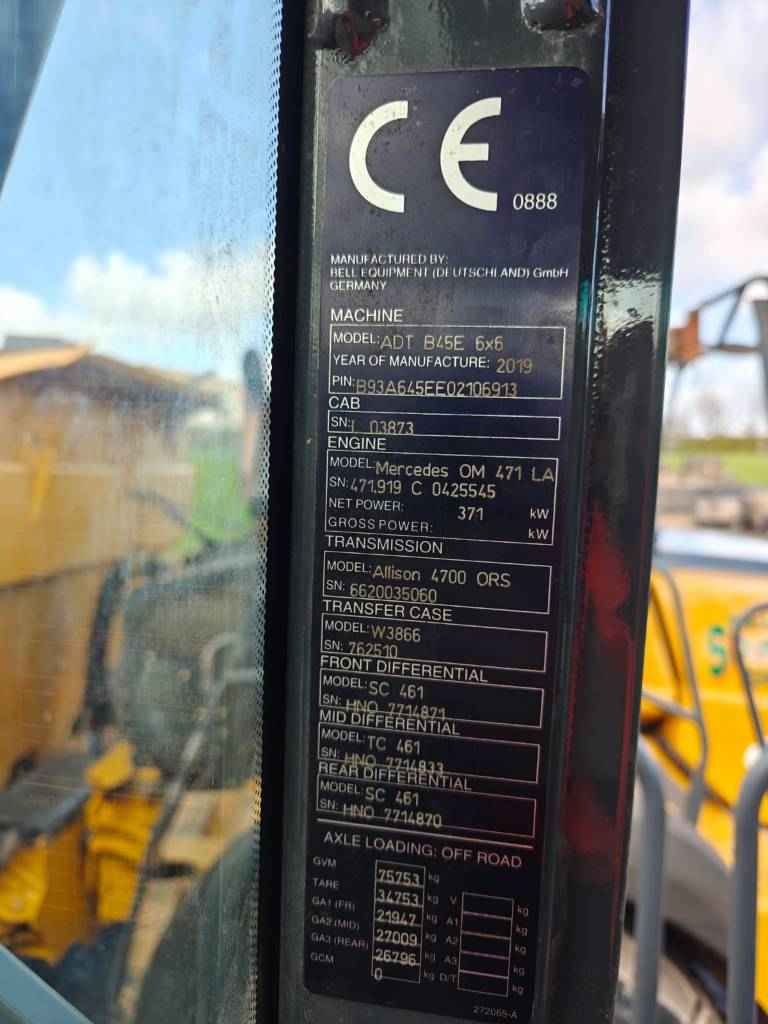 CE
0888
MANUFACTURED BY:
BELL EQUIPMENT (DEUTSCHLAND) GmbH
GERMANY
MACHINE
MODEL: ADT B45E 6x6
YEAR OF MANUFACTURE: 2019
PIN: B93A645EE02106913
CAB
SN: 03873
ENGINE
MODEL: Mercedes OM 471 LA
SN: 471.919 C 0425545
NET POWER: 371 kW
GROSS POWER: kW
TRANSMISSION
MODEL: Allison 4700 ORS
SN: 6620035060
TRANSFER CASE
MODEL: W3866
SN: 762510
FRONT DIFFERENTIAL
MODEL: SC 461
SN: HNO 7714871
MID DIFFERENTIAL
MODEL: TC 461
SN: HNO 7714833
REAR DIFFERENTIAL
MODEL: SC 461
SN: HNO 7714870
AXLE LOADING: OFF ROAD
GVM 75753 kg
TARE 34753 kg V kg
GA1 (FR) 21947 kg A1 kg
GA2 (MID) 27009 kg A2 kg
GA3 (REAR) 26796 kg A3 kg
GCM 0 kg D/T kg
272065-A